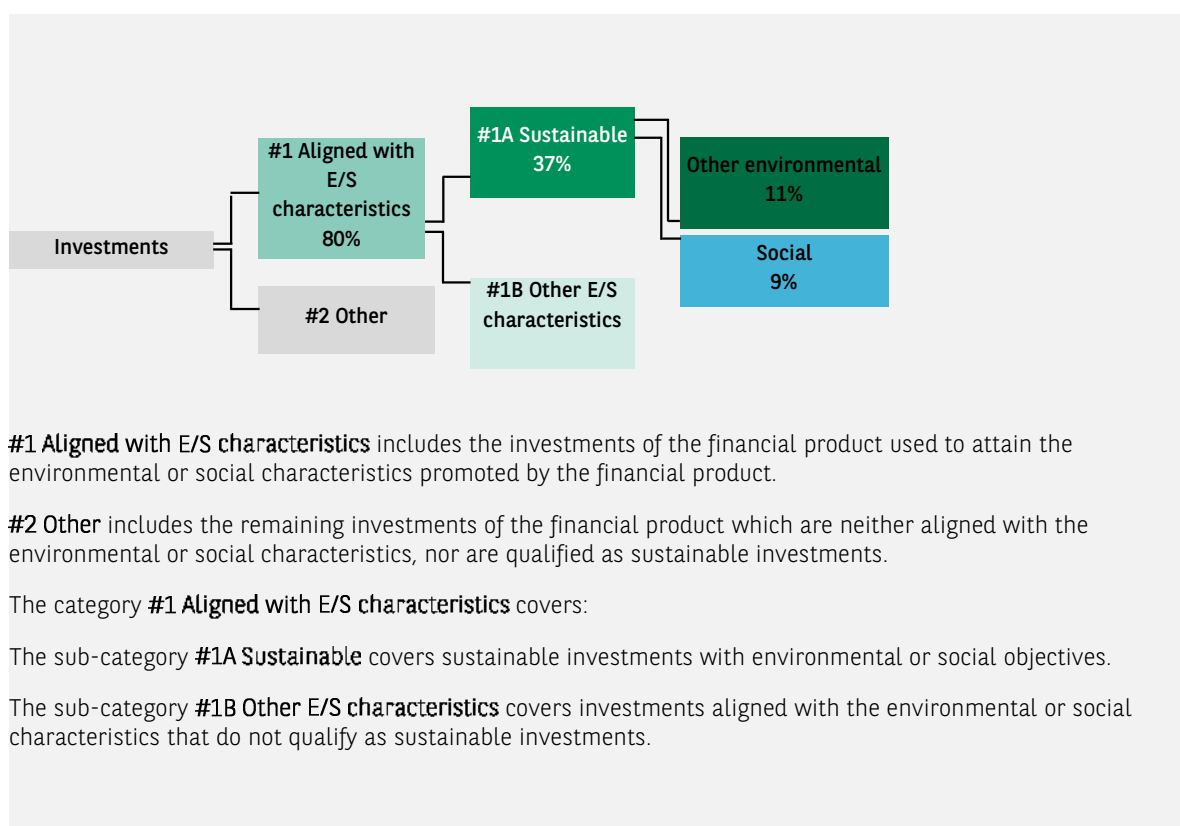 #1A Sustainable
37%
#1 Aligned with
E/S
characteristics
80%
Other environmental
11%
Investments
Social
9%
#2 Other
#1B Other E/S
characteristics
#1 Aligned with E/S characteristics includes the investments of the financial product used to attain the
environmental or social characteristics promoted by the financial product.
#2 Other includes the remaining investments of the financial product which are neither aligned with the
environmental or social characteristics, nor are qualified as sustainable investments.
The category #1 Aligned with E/S characteristics covers:
The sub-category #1A Sustainable covers sustainable investments with environmental or social objectives.
The sub-category #1B Other E/S characteristics covers investments aligned with the environmental or social
characteristics that do not qualify as sustainable investments.